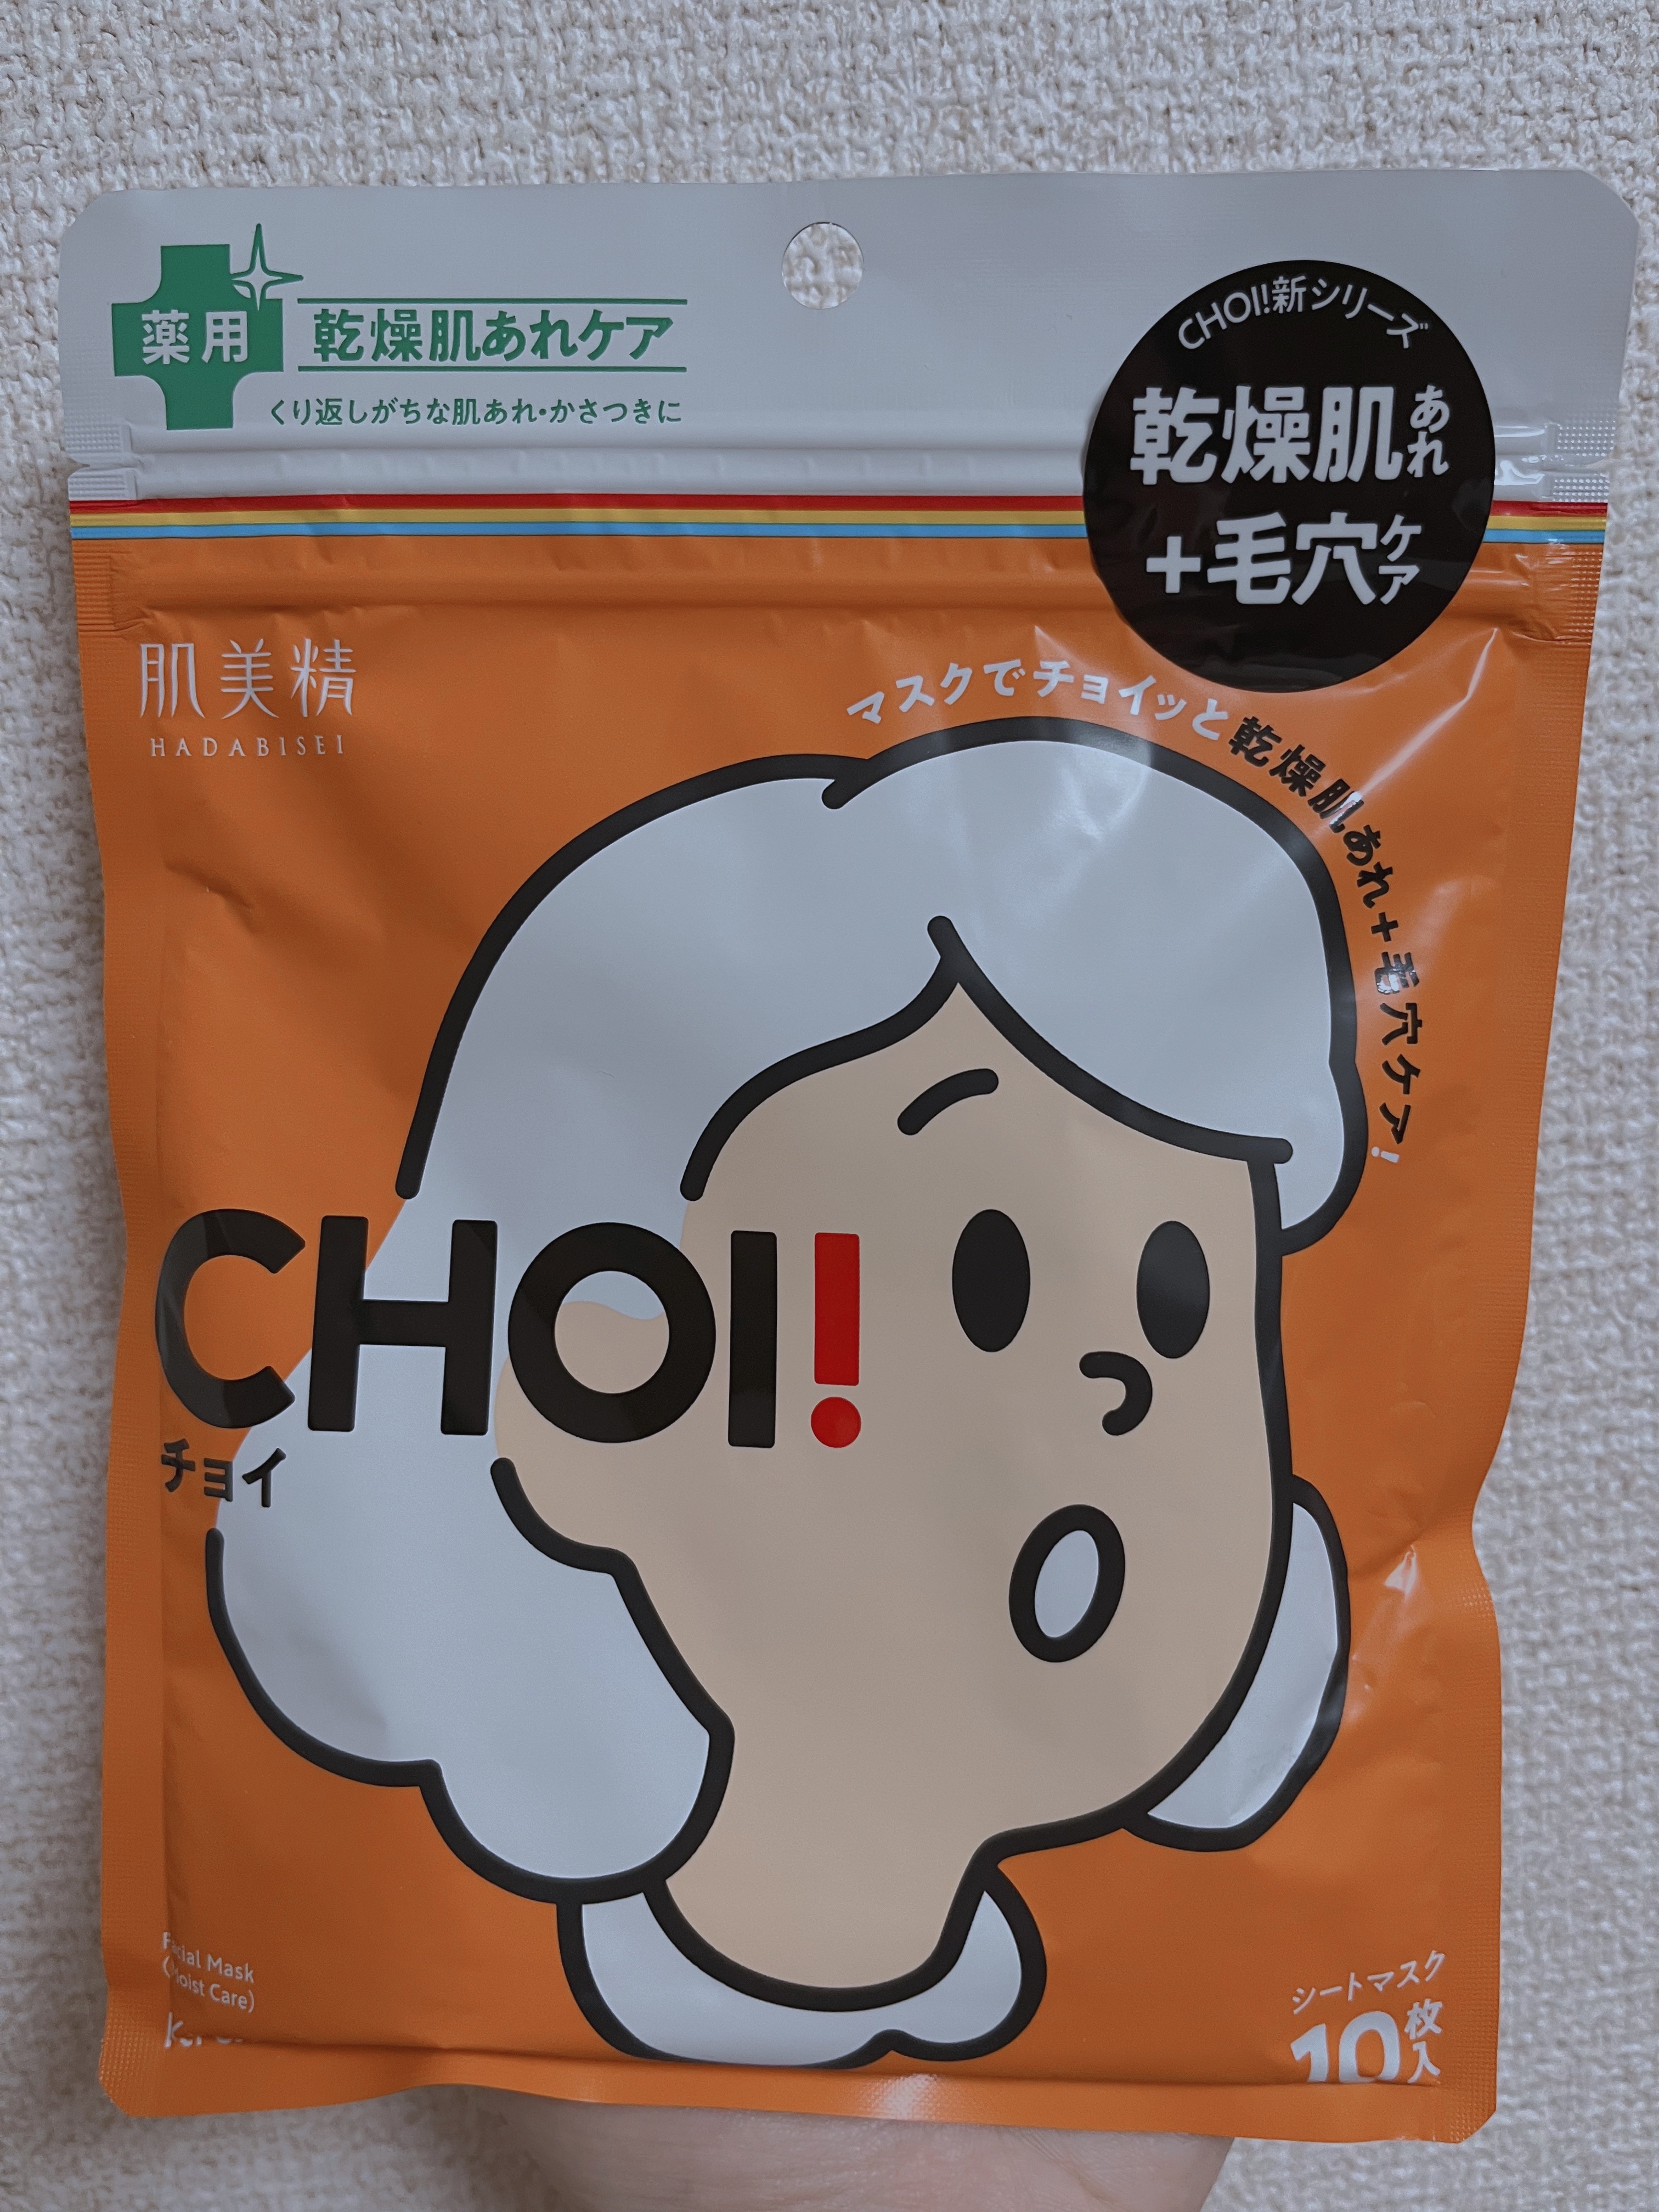 薬用
乾燥肌あれケア
くり返しがちな肌あれ・かさつきに
CHOI!新シリーズ
乾燥肌あれ
+毛穴ケア
肌美精
HADABISEI
マスクでチョイッと乾燥肌あれ+毛穴ケア!
CHOI!
チョイ
Facial Mask
(Moist Care)
シートマスク
10枚入